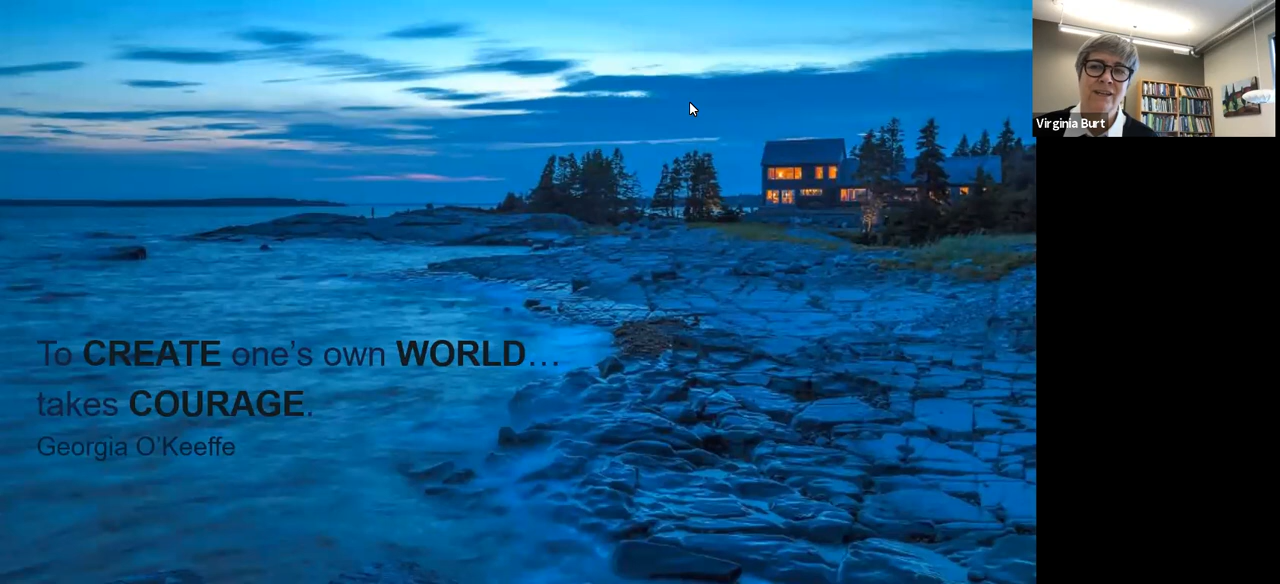 To CREATE one's own WORLD…
takes COURAGE.
Georgia O'Keeffe
Virginia Burt